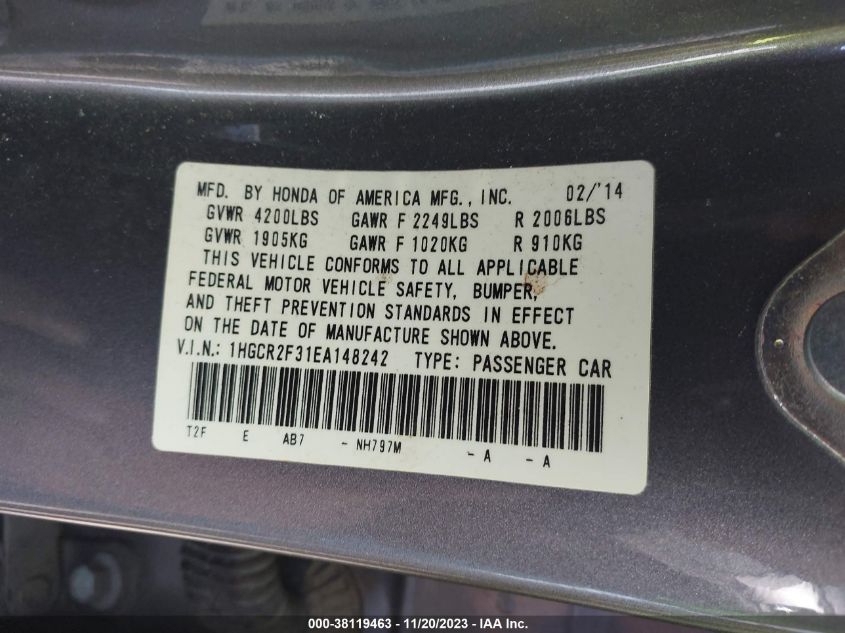 MFD. BY HONDA OF AMERICA MFG., INC. 02/'14
GVWR 4200LBS GAWR F 2249LBS R 2006LBS
GVWR 1905KG GAWR F 1020KG R 910KG
THIS VEHICLE CONFORMS TO ALL APPLICABLE
FEDERAL MOTOR VEHICLE SAFETY, BUMPER,
AND THEFT PREVENTION STANDARDS IN EFFECT
ON THE DATE OF MANUFACTURE SHOWN ABOVE.
V.I.N.: 1HGCR2F31EA148242 TYPE: PASSENGER CAR
T2F E AB7 - NH797M - A - A
000-38119463 - 11/20/2023 - IAA Inc.